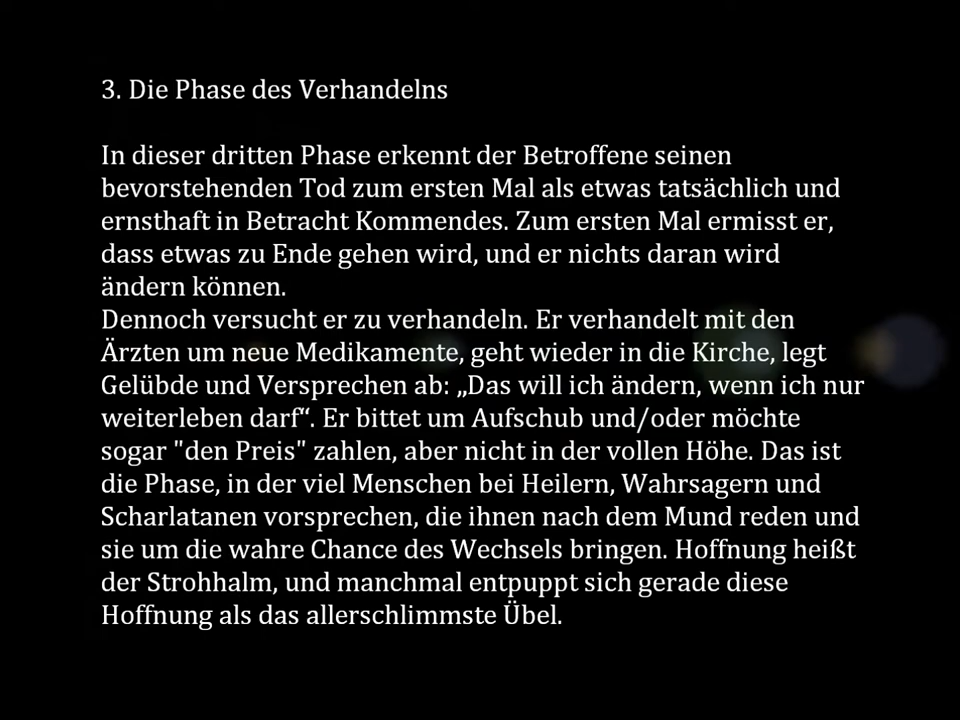 3. Die Phase des Verhandelns
In dieser dritten Phase erkennt der Betroffene seinen
bevorstehenden Tod zum ersten Mal als etwas tatsächlich und
ernsthaft in Betracht Kommendes. Zum ersten Mal ermisst er,
dass etwas zu Ende gehen wird, und er nichts daran wird
ändern können.
Dennoch versucht er zu verhandeln. Er verhandelt mit den
Ärzten um neue Medikamente, geht wieder in die Kirche, legt
Gelübde und Versprechen ab: „Das will ich ändern, wenn ich nur
weiterleben darf“. Er bittet um Aufschub und/oder möchte
sogar "den Preis" zahlen, aber nicht in der vollen Höhe. Das ist
die Phase, in der viel Menschen bei Heilern, Wahrsagern und
Scharlatanen vorsprechen, die ihnen nach dem Mund reden und
sie um die wahre Chance des Wechsels bringen. Hoffnung heißt
der Strohhalm, und manchmal entpuppt sich gerade diese
Hoffnung als das allerschlimmste Übel.